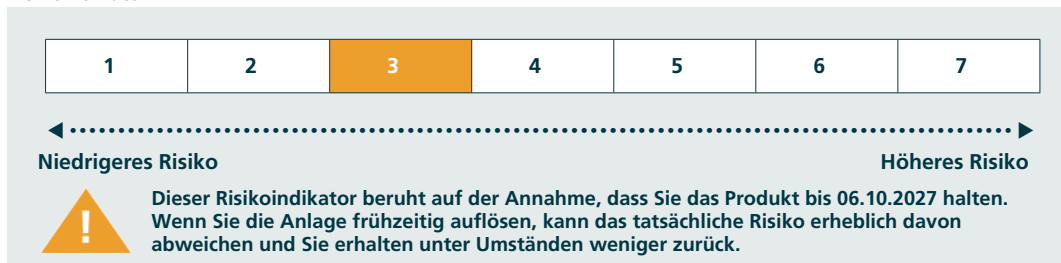 1 2 3 4 5 6 7
Niedrigeres Risiko Höheres Risiko
!
Dieser Risikoindikator beruht auf der Annahme, dass Sie das Produkt bis 06.10.2027 halten.
Wenn Sie die Anlage frühzeitig auflösen, kann das tatsächliche Risiko erheblich davon
abweichen und Sie erhalten unter Umständen weniger zurück.